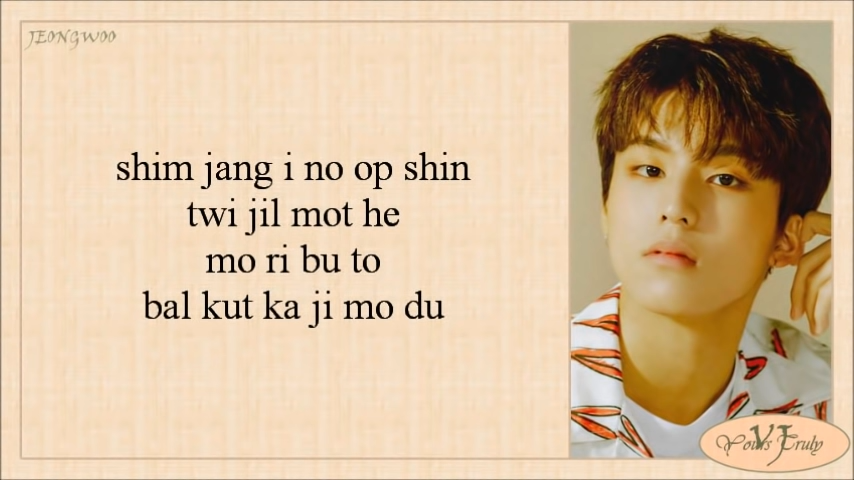 JEONGWOO
shim jang i no op shin
twi jil mot he
mo ri bu to
bal kut ka ji mo du
Yours Truly
VJ